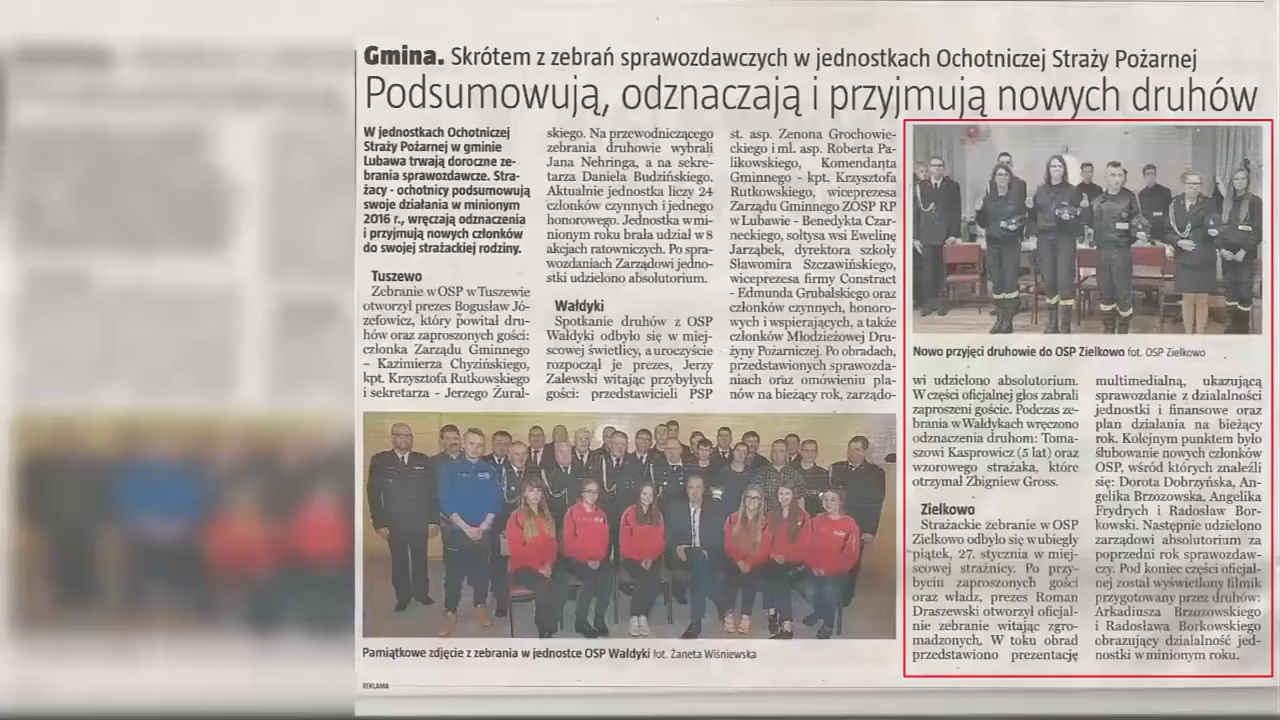 Gmina. Skrótem z zebrań sprawozdawczych w jednostkach Ochotniczej Straży Pożarnej
Podsumowują, odznaczają i przyjmują nowych druhów
W jednostkach Ochotniczej
Straży Pożarnej w gminie
Lubawa trwają doroczne ze-
brania sprawozdawcze. Stra-
żacy - ochotnicy podsumowują
swoje działania w minionym
2016 r., wręczają odznaczenia
i przyjmują nowych członków
do swojej strażackiej rodziny.
Tuszewo
Zebranie w OSP w Tuszewie
otworzył prezes Bogusław Jó-
zefowicz, który powitał dru-
hów oraz zaproszonych gości:
członka Zarządu Gminnego
– Kazimierza Chyzińskiego,
kpt. Krzysztofa Rutkowskiego
i sekretarza - Jerzego Żural-
skiego. Na przewodniczącego
zebrania druhowie wybrali
Jana Nehringa, a na sekre-
tarza Daniela Budzińskiego.
Aktualnie jednostka liczy 24
członków czynnych i jednego
honorowego. Jednostka w mi-
nionym roku brała udział w 8
akcjach ratowniczych. Po spra-
wozdaniach Zarządowi jedno-
stki udzielono absolutorium.
Wałdyki
Spotkanie druhów z OSP
Wałdyki odbyło się w miej-
scowej świetlicy, a uroczyście
rozpoczął je prezes, Jerzy
Zalewski witając przybyłych
gości: przedstawicieli PSP
st. asp. Zenona Grochowie-
ckiego i mł. asp. Roberta Pa-
likowskiego, Komendanta
Gminnego - kpt. Krzysztofa
Rutkowskiego, wiceprezesa
Zarządu Gminnego ZOSP RP
w Lubawie - Benedykta Czar-
neckiego, sołtysa wsi Ewelinę
Jarząbek, dyrektora szkoły
Sławomira Szczawińskiego,
wiceprezesa firmy Constract
- Edmunda Grubalskiego oraz
członków czynnych, honoro-
wych i wspierających, a także
członków Młodzieżowej Dru-
żyny Pożarniczej. Po obradach,
przedstawionych sprawozda-
niach oraz omówieniu pla-
nów na bieżący rok, zarządo-
Pamiątkowe zdjęcie z zebrania w jednostce OSP Wałdyki fot. Żaneta Wiśniewska
Nowo przyjęci druhowie do OSP Zielkowo fot. OSP Zielkowo
wi udzielono absolutorium.
W części oficjalnej głos zabrali
zaproszeni goście. Podczas ze-
brania w Wałdykach wręczono
odznaczenia druhom: Toma-
szowi Kasprowicz (5 lat) oraz
wzorowego strażaka, które
otrzymał Zbigniew Gross.
Zielkowo
Strażackie zebranie w OSP
Zielkowo odbyło się w ubiegły
piątek, 27. stycznia w miej-
scowej strażnicy. Po przy-
byciu zaproszonych gości
oraz władz, prezes Roman
Draszewski otworzył oficjal-
nie zebranie witając zgro-
madzonych. W toku obrad
przedstawiono prezentację
multimedialną, ukazującą
sprawozdanie z działalności
jednostki i finansowe oraz
plan działania na bieżący
rok. Kolejnym punktem było
ślubowanie nowych członków
OSP, wśród których znaleźli
się: Dorota Dobrzyńska, An-
gelika Brzozowska, Angelika
Frydrych i Radosław Bor-
kowski. Następnie udzielono
zarządowi absolutorium za
poprzedni rok sprawozdaw-
czy. Pod koniec części oficjal-
nej został wyświetlony filmik
przygotowany przez druhów:
Arkadiusza Brzozowskiego
i Radosława Borkowskiego
obrazujący działalność jed-
nostki w minionym roku.
REKLAMA